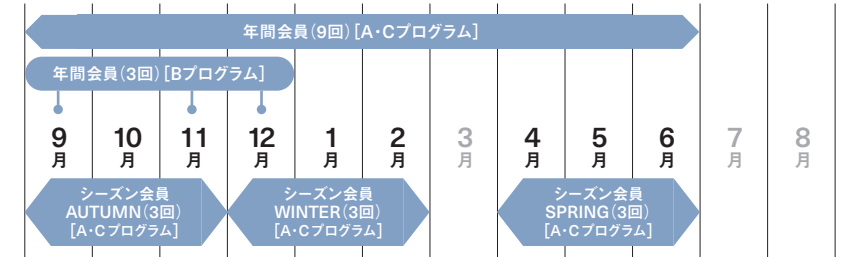 年間会員(9回)[A・Cプログラム]
年間会員(3回)[Bプログラム]
9月 10月 11月 12月 1月 2月 3月 4月 5月 6月 7月 8月
シーズン会員
AUTUMN(3回)
[A・Cプログラム]
シーズン会員
WINTER(3回)
[A・Cプログラム]
シーズン会員
SPRING(3回)
[A・Cプログラム]